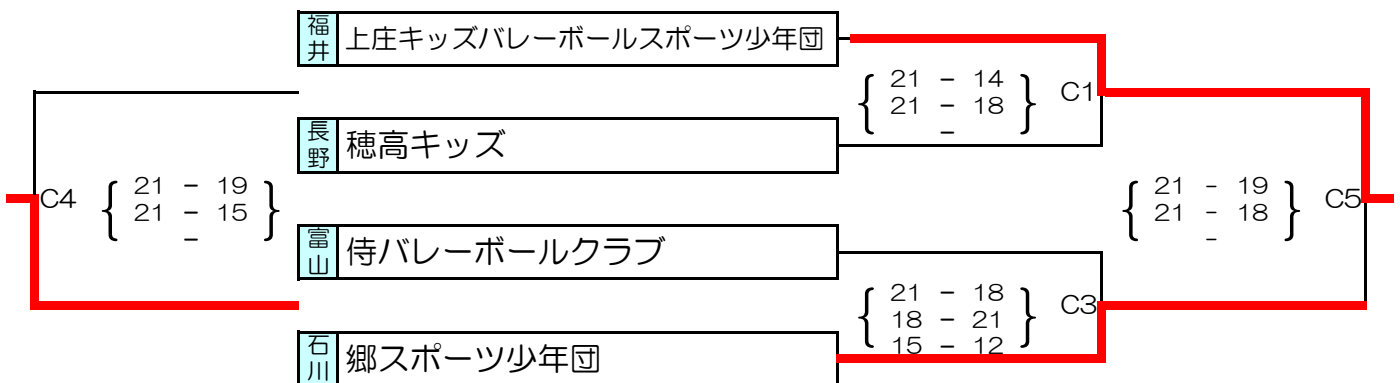 福井 上庄キッズバレーボールスポーツ少年団
21 - 14
21 - 18
-
C1
長野 穂高キッズ
C4
21 - 19
21 - 15
-
21 - 19
21 - 18
-
C5
富山 侍バレーボールクラブ
21 - 18
18 - 21
15 - 12
C3
石川 郷スポーツ少年団